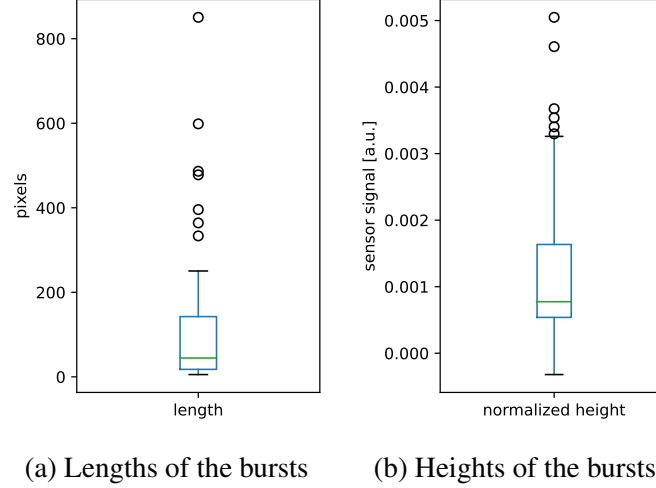 800
600
400
200
0
pixels
length
(a) Lengths of the bursts
0.005
0.004
0.003
0.002
0.001
0.000
sensor signal [a.u.]
normalized height
(b) Heights of the bursts